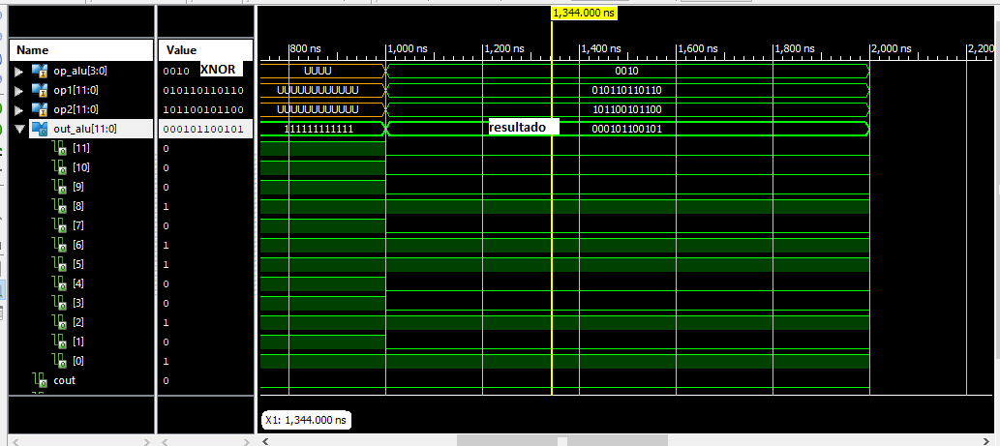 1,344.000 ns
Name Value 800 ns 1,000 ns 1,200 ns 1,400 ns 1,600 ns 1,800 ns 2,000 ns 2,200
op_alu[3:0] 0010 XNOR UUUU 0010
op1[11:0] 010110110110 UUUUUUUUUUUU 010110110110
op2[11:0] 101100101100 UUUUUUUUUUUU 101100101100
out_alu[11:0] 000101100101 111111111111 resultado 000101100101
[11] 0
[10] 0
[9] 0
[8] 1
[7] 0
[6] 1
[5] 1
[4] 0
[3] 0
[2] 1
[1] 0
[0] 1
cout 0
X1: 1,344.000 ns